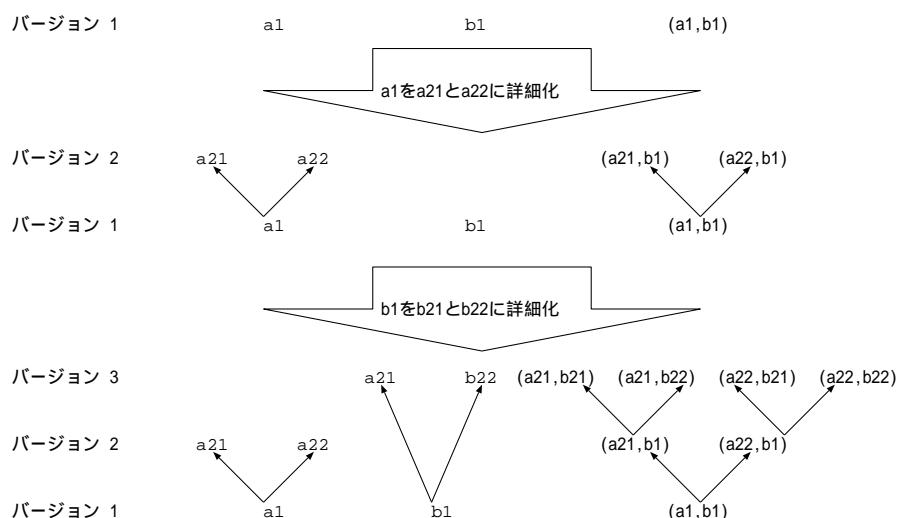 バージョン 1 a1 b1 (a1,b1)
a1をa21とa22に詳細化
バージョン 2 a21 a22 (a21,b1) (a22,b1)
バージョン 1 a1 b1 (a1,b1)
b1をb21とb22に詳細化
バージョン 3 a21 b22 (a21,b21) (a21,b22) (a22,b21) (a22,b22)
バージョン 2 a21 a22 (a21,b1) (a22,b1)
バージョン 1 a1 b1 (a1,b1)